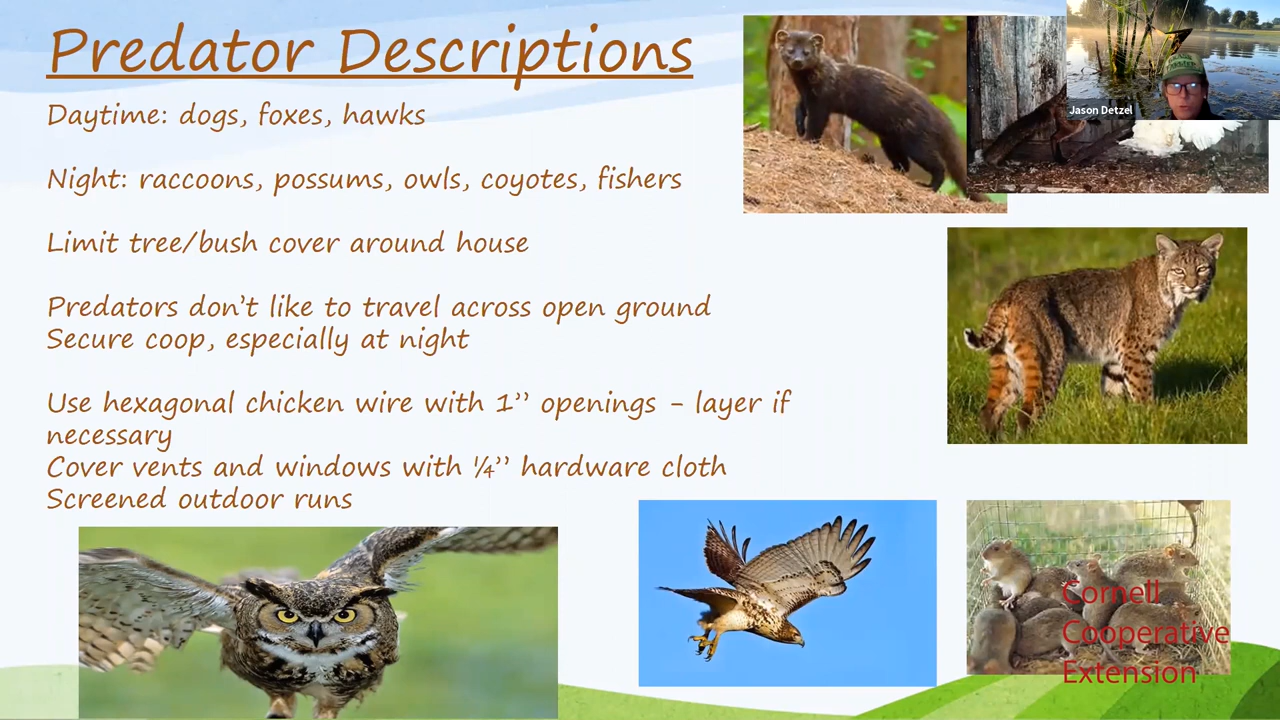 Predator Descriptions
Daytime: dogs, foxes, hawks
Night: raccoons, possums, owls, coyotes, fishers
Limit tree/bush cover around house
Predators don’t like to travel across open ground
Secure coop, especially at night
Use hexagonal chicken wire with 1’’ openings – layer if
necessary
Cover vents and windows with ¼’’ hardware cloth
Screened outdoor runs
Jason Detzel
Cornell
Cooperative
Extension